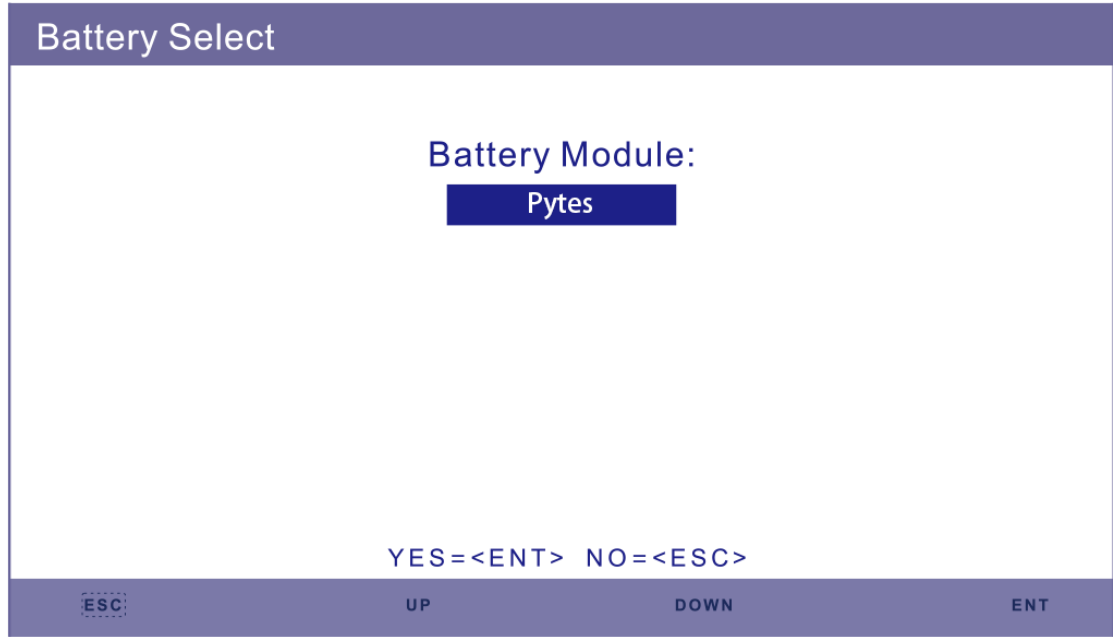 Battery Select
Battery Module:
Pytes
YES=<ENT> NO=<ESC>
ESC UP DOWN ENT